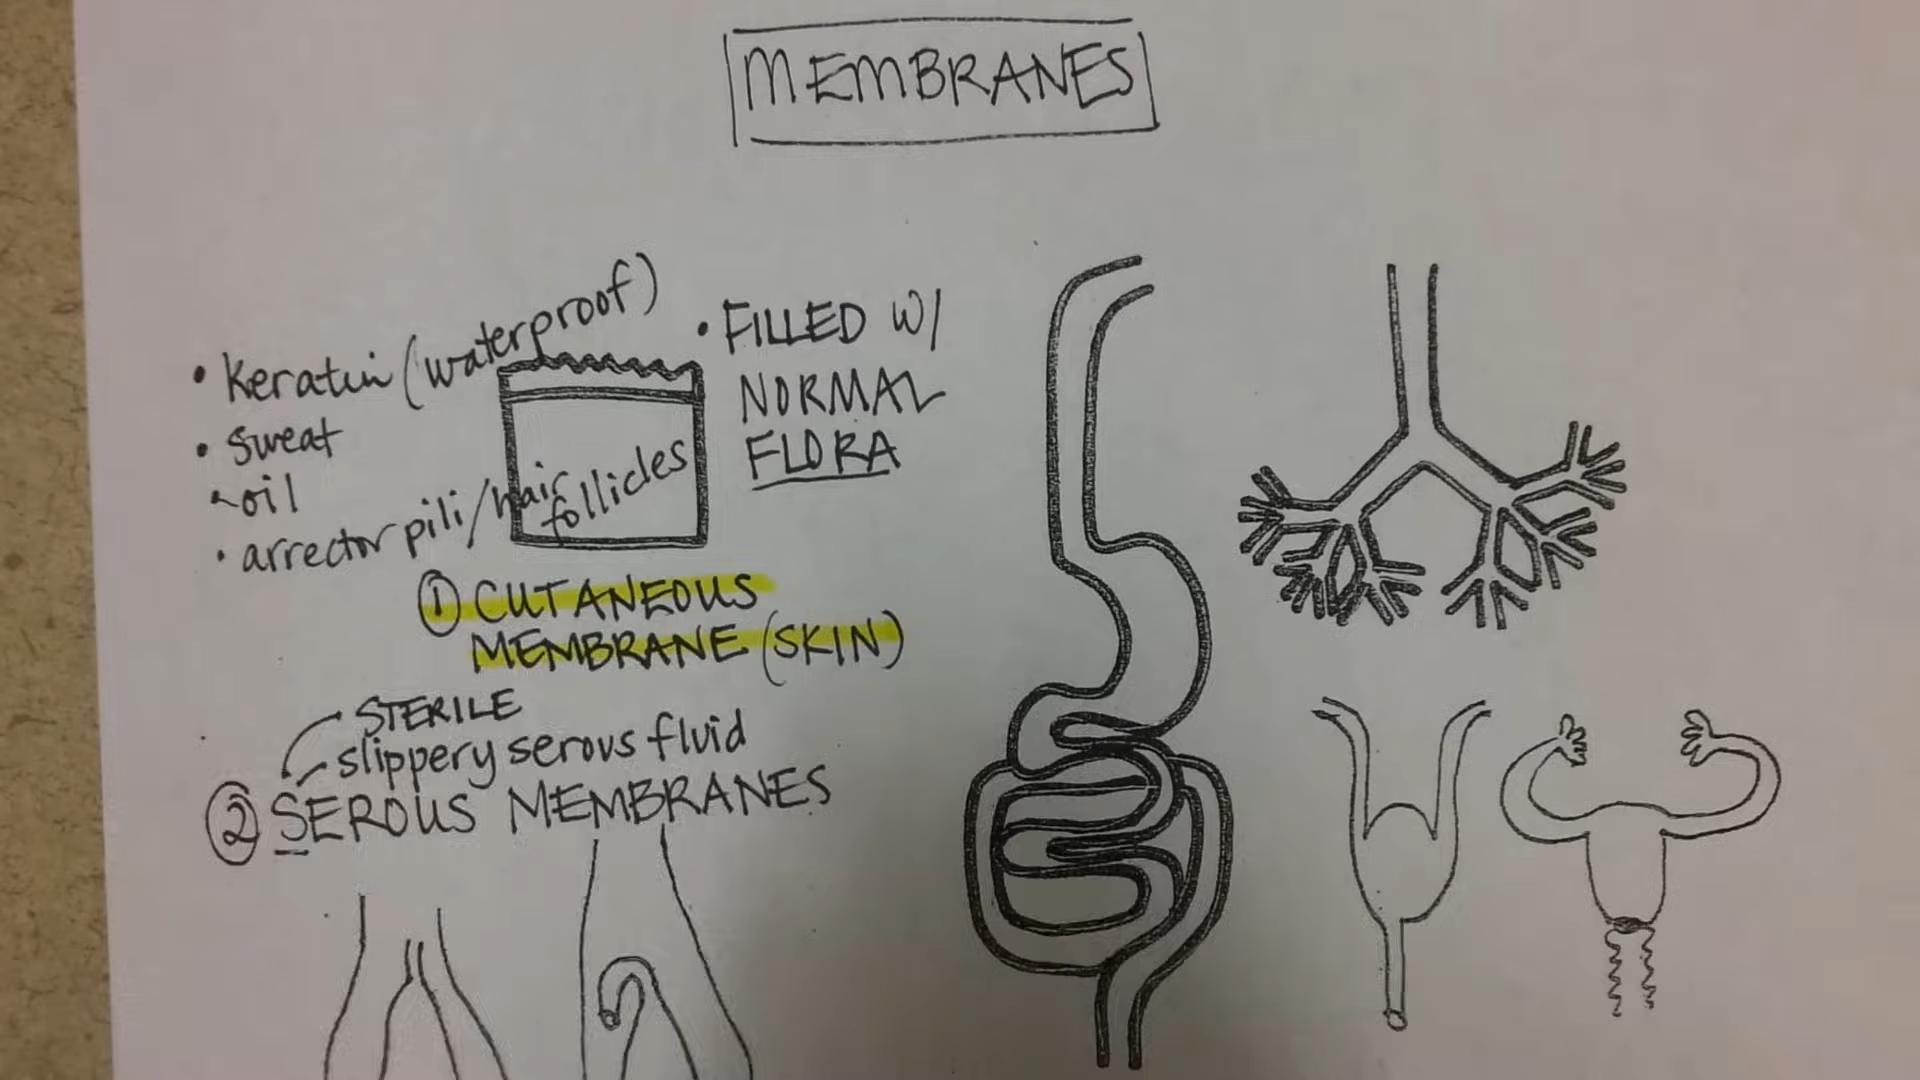 MEMBRANES
• Keratin (waterproof)
• sweat
- oil
• arrector pili/hair
follicles
• FILLED W/
NORMAL
FLORA
① CUTANEOUS
MEMBRANE (SKIN)
STERILE
- slippery serous fluid
② SEROUS MEMBRANES